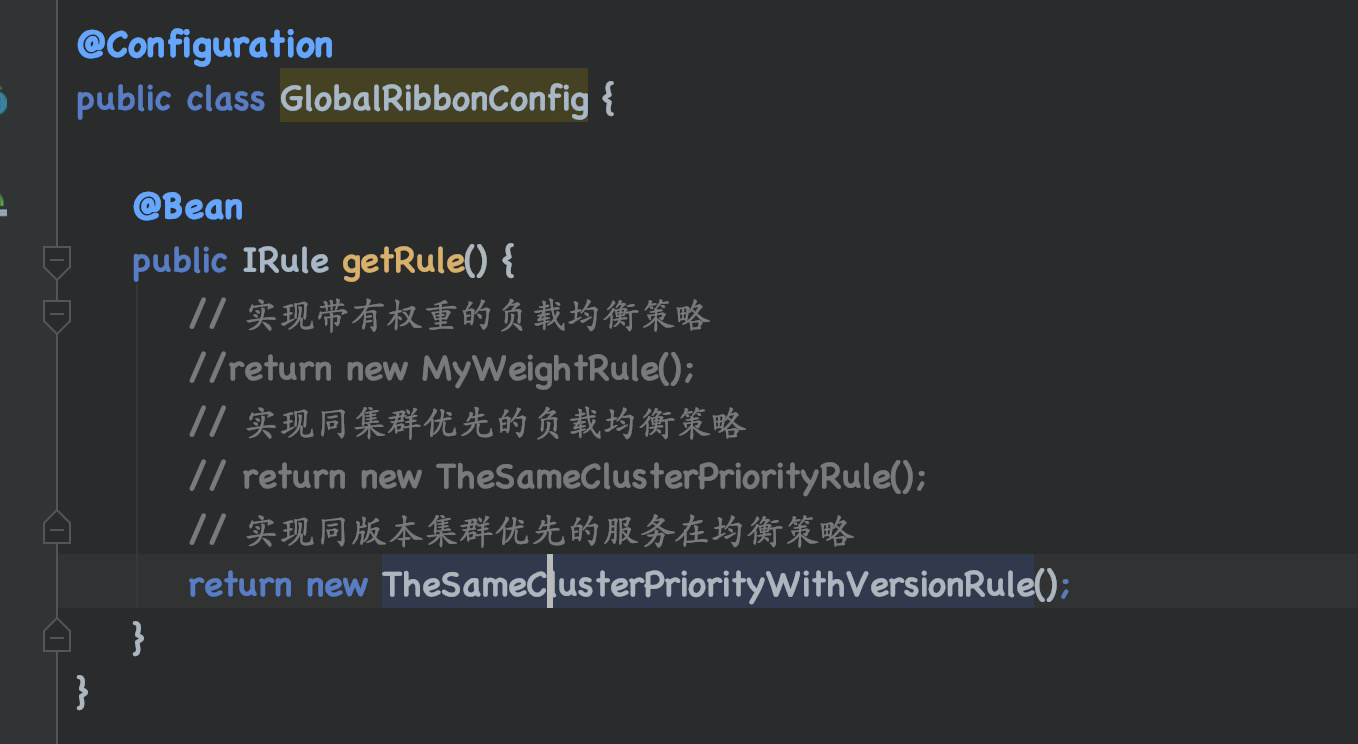 @Configuration
public class GlobalRibbonConfig {
@Bean
public IRule getRule() {
// 实现带有权重的负载均衡策略
//return new MyWeightRule();
// 实现同集群优先的负载均衡策略
// return new TheSameClusterPriorityRule();
// 实现同版本集群优先的服务在均衡策略
return new TheSameClusterPriorityWithVersionRule();
}
}